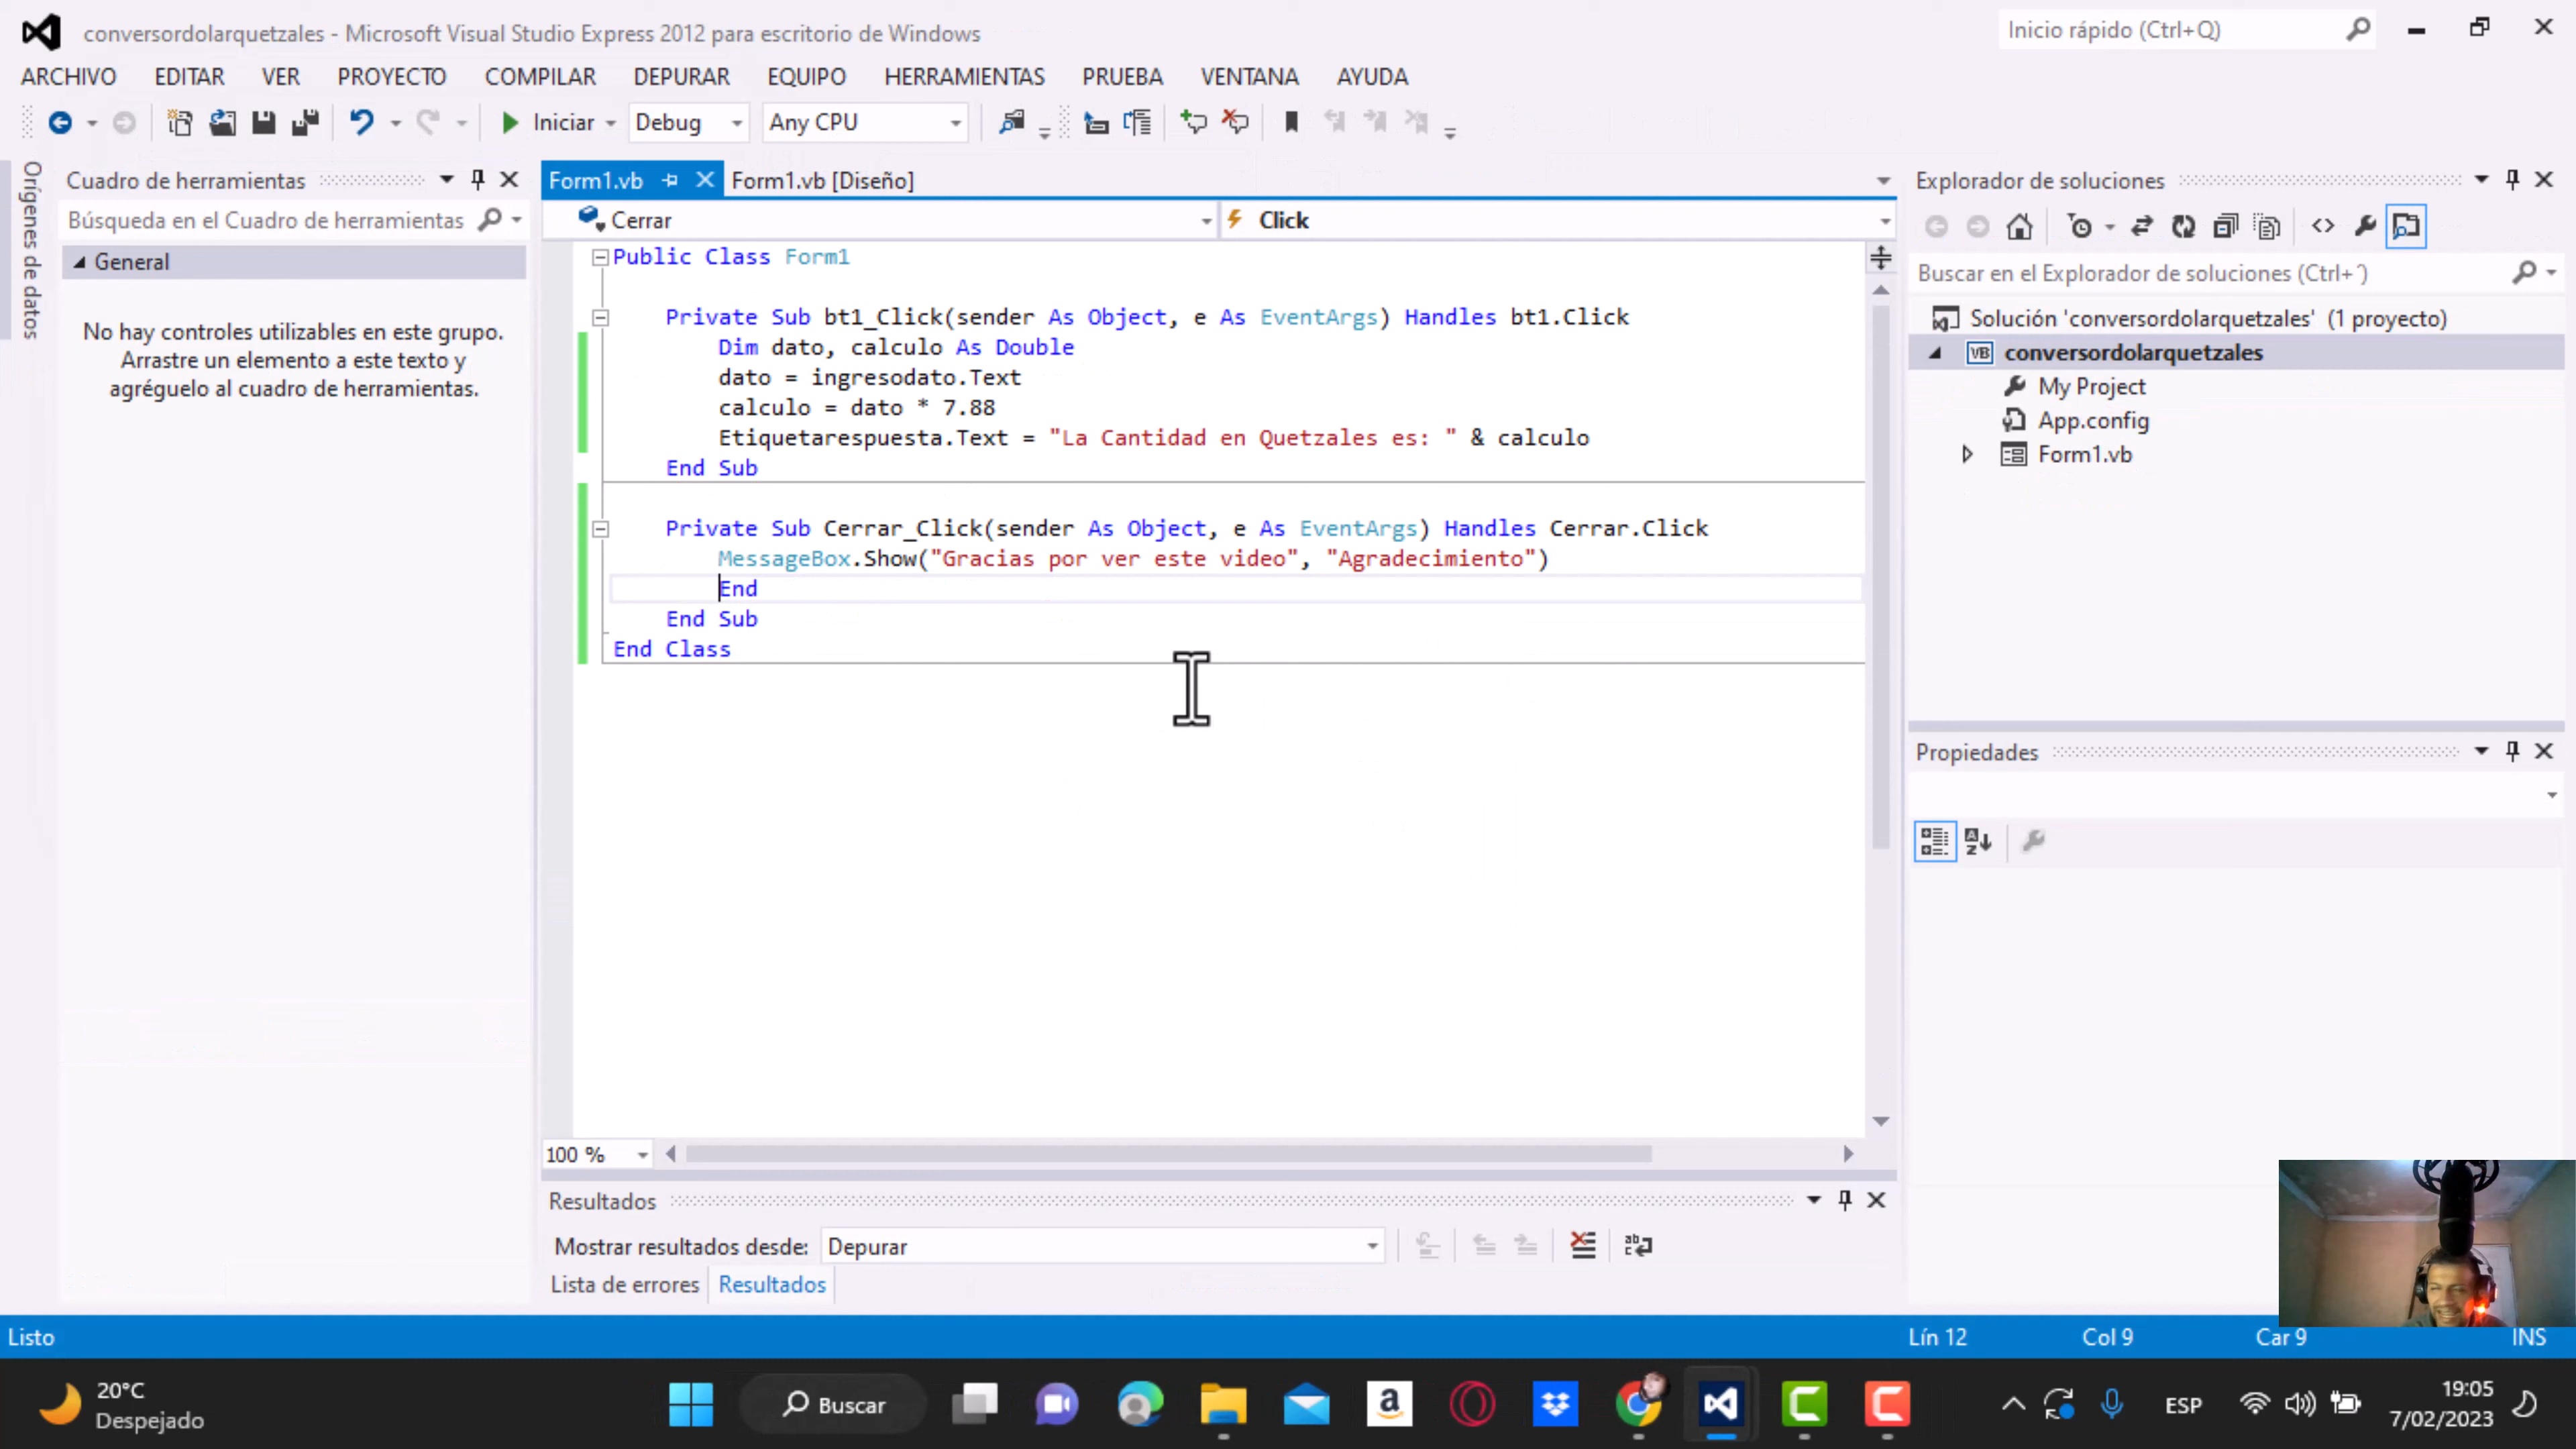 conversordolarquetzales - Microsoft Visual Studio Express 2012 para escritorio de Windows
Inicio rápido (Ctrl+Q)
ARCHIVO EDITAR VER PROYECTO COMPILAR DEPURAR EQUIPO HERRAMIENTAS PRUEBA VENTANA AYUDA
Iniciar Debug Any CPU
Orígenes de datos
Cuadro de herramientas
Búsqueda en el Cuadro de herramientas
General
No hay controles utilizables en este grupo.
Arrastre un elemento a este texto y
agréguelo al cuadro de herramientas.
Form1.vb Form1.vb [Diseño]
Cerrar Click
Public Class Form1
Private Sub bt1_Click(sender As Object, e As EventArgs) Handles bt1.Click
Dim dato, calculo As Double
dato = ingresodato.Text
calculo = dato * 7.88
Etiquetarespuesta.Text = "La Cantidad en Quetzales es: " & calculo
End Sub
Private Sub Cerrar_Click(sender As Object, e As EventArgs) Handles Cerrar.Click
MessageBox.Show("Gracias por ver este video", "Agradecimiento")
End
End Sub
End Class
100 %
Resultados
Mostrar resultados desde: Depurar
Lista de errores Resultados
Explorador de soluciones
Buscar en el Explorador de soluciones (Ctrl+´)
Solución 'conversordolarquetzales' (1 proyecto)
VB conversordolarquetzales
My Project
App.config
Form1.vb
Propiedades
Listo
Lín 12 Col 9 Car 9 INS
20°C
Despejado
Buscar
ESP
19:05
7/02/2023